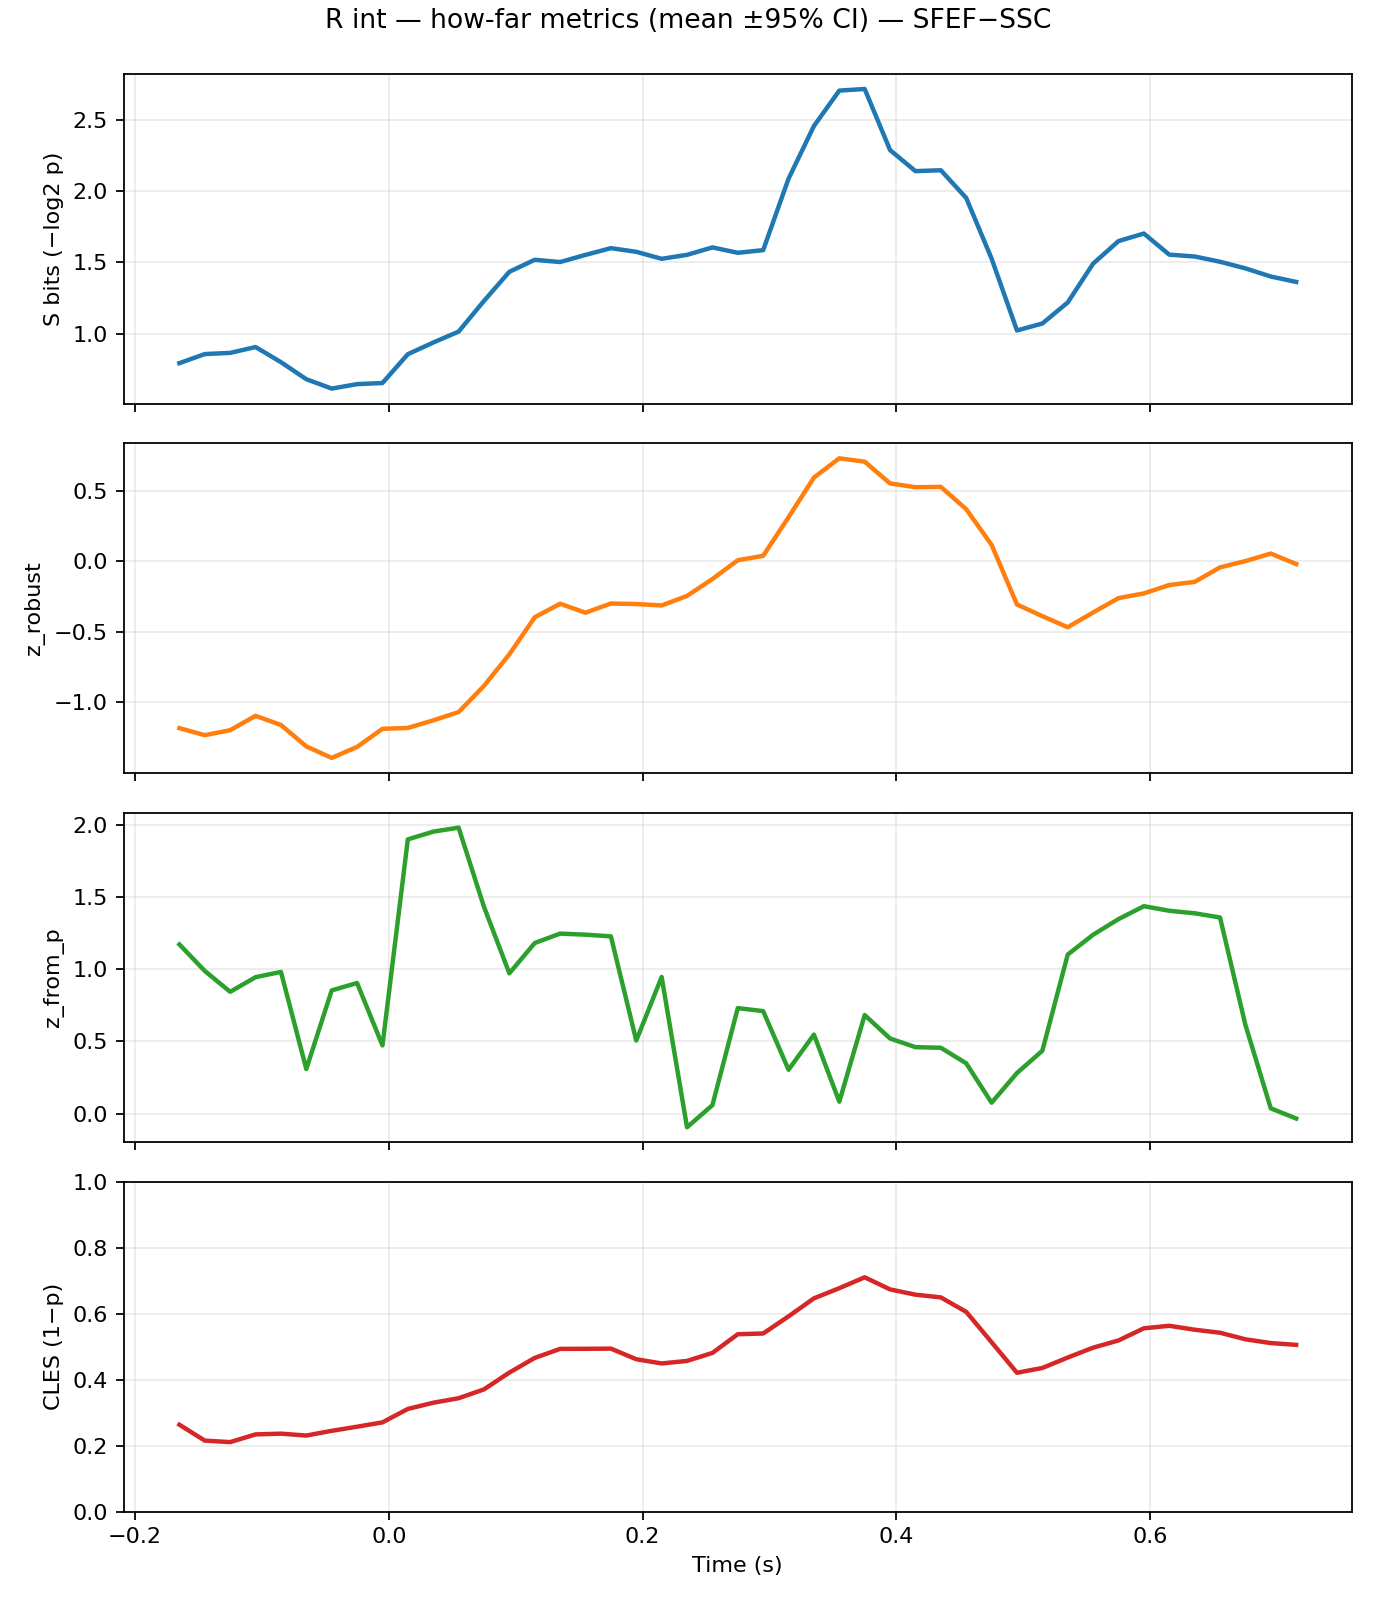 R int — how-far metrics (mean ±95% CI) — SFEF−SSC
S bits (−log2 p)
2.5
2.0
1.5
1.0
z_robust
0.5
0.0
−0.5
−1.0
z_from_p
2.0
1.5
1.0
0.5
0.0
CLES (1−p)
1.0
0.8
0.6
0.4
0.2
0.0
−0.2 0.0 0.2 0.4 0.6
Time (s)